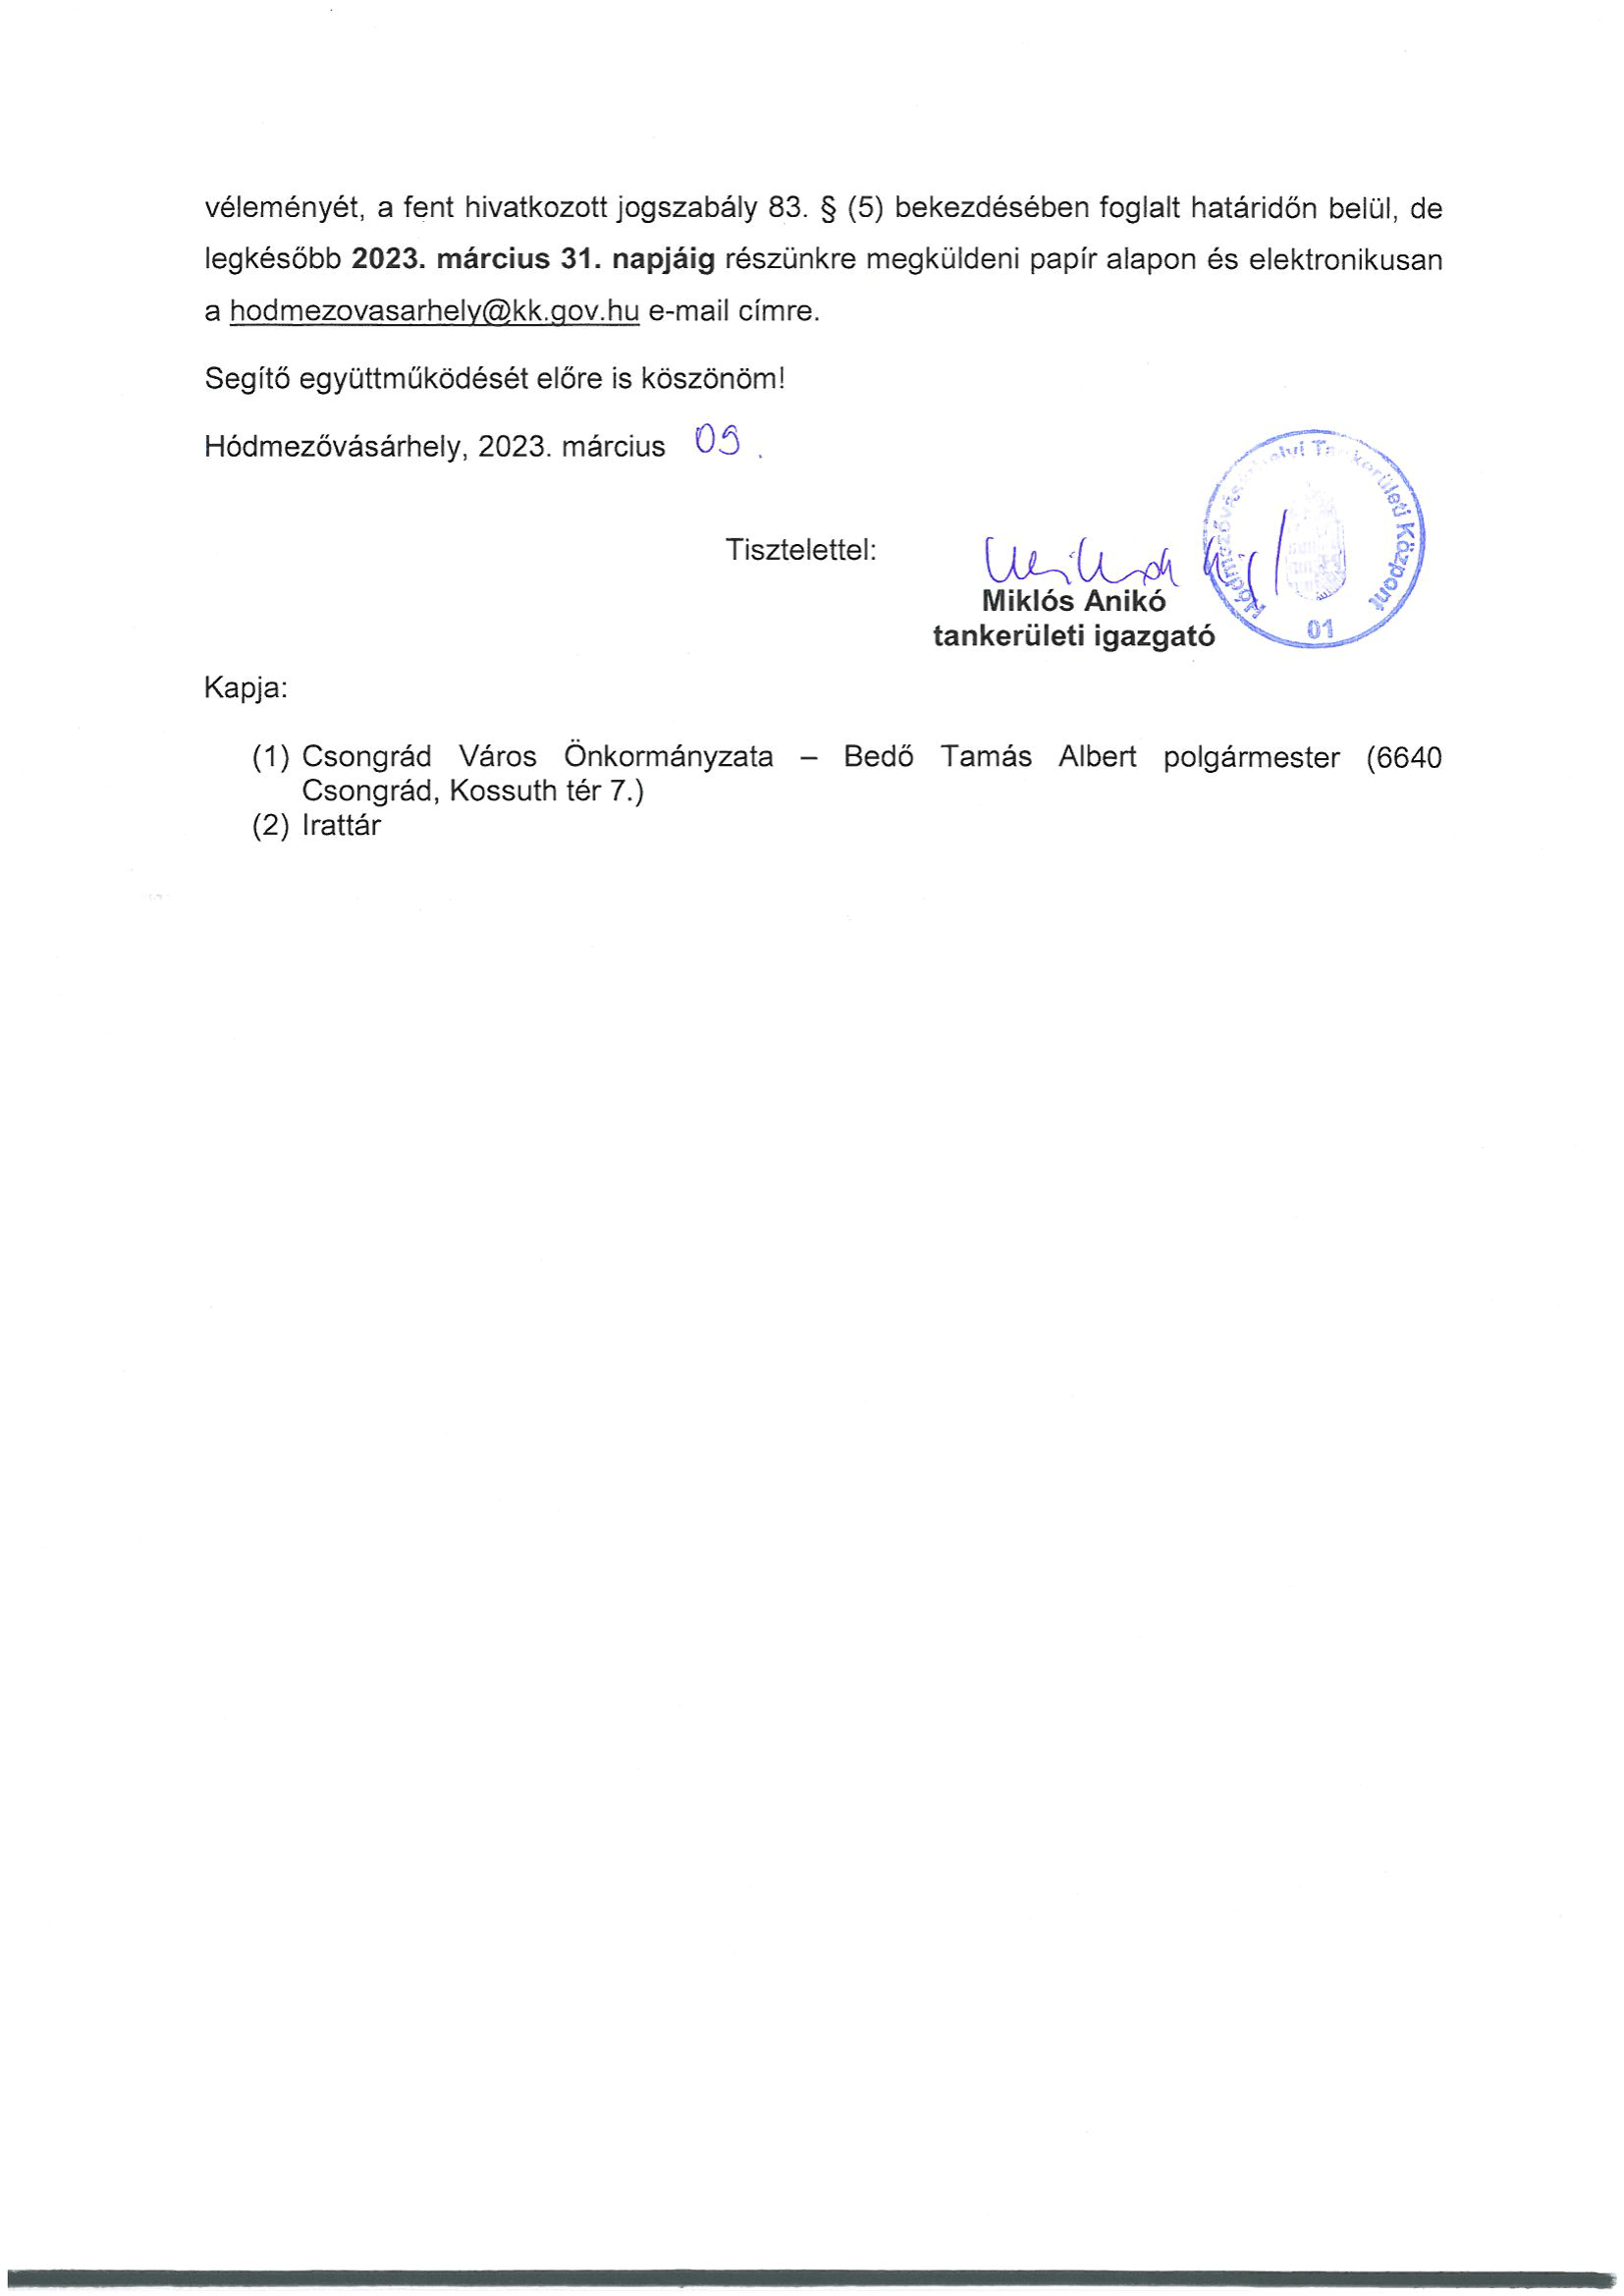 véleményét, a fent hivatkozott jogszabály 83. § (5) bekezdésében foglalt határidőn belül, de
legkésőbb 2023. március 31. napjáig részünkre megküldeni papír alapon és elektronikusan
a hodmezovasarhely@kk.gov.hu e-mail címre.
Segítő együttműködését előre is köszönöm!
Hódmezővásárhely, 2023. március 09.
Hódmezővásárhelyi Tankerületi Központ
01
Tisztelettel:
Miklós Anikó
tankerületi igazgató
Kapja:
(1) Csongrád Város Önkormányzata – Bedő Tamás Albert polgármester (6640
Csongrád, Kossuth tér 7.)
(2) Irattár